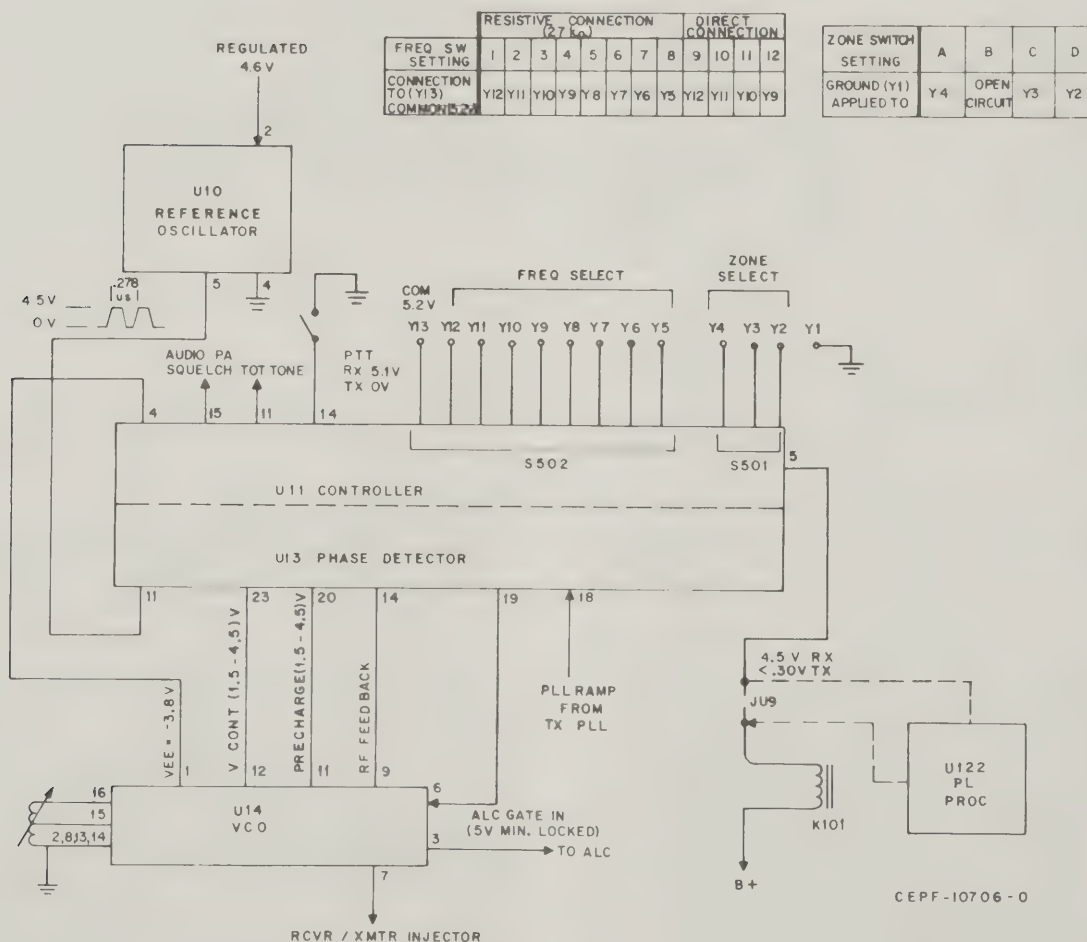 RESISTIVE CONNECTION
(27 kΩ)
DIRECT
CONNECTION
FREQ SW
SETTING
1 2 3 4 5 6 7 8 9 10 11 12
CONNECTION
TO (Y13)
COMMON 5.2V
Y12 Y11 Y10 Y9 Y8 Y7 Y6 Y5 Y12 Y11 Y10 Y9
ZONE SWITCH
SETTING
A B C D
GROUND (Y1)
APPLIED TO
Y4
OPEN
CIRCUIT
Y3 Y2
REGULATED
4.6V
2
U10
REFERENCE
OSCILLATOR
5 4
.278
us
4 5V
0V
AUDIO PA
SQUELCH TOT TONE
PTT
RX 5.1V
TX 0V
COM
5.2V
FREQ SELECT
ZONE
SELECT
Y13 Y12 Y11 Y10 Y9 Y8 Y7 Y6 Y5 Y4 Y3 Y2 Y1
4 15 11 14
S502
S501
5
U11 CONTROLLER
U13 PHASE DETECTOR
11 23 20 14 19 18
VEE = -3.8V
V CONT (1.5-4.5)V
PRECHARGE(1.5-4.5)V
RF FEEDBACK
PLL RAMP
FROM
TX PLL
4.5V RX
<.30V TX
JU9
U122
PL
PROC
K101
B+
1 12 11 9
16
15
2,8,13,14
U14
VCO
6
3
7
ALC GATE IN
(5V MIN. LOCKED)
TO ALC
RCVR / XMTR INJECTOR
CEPF-10706-0